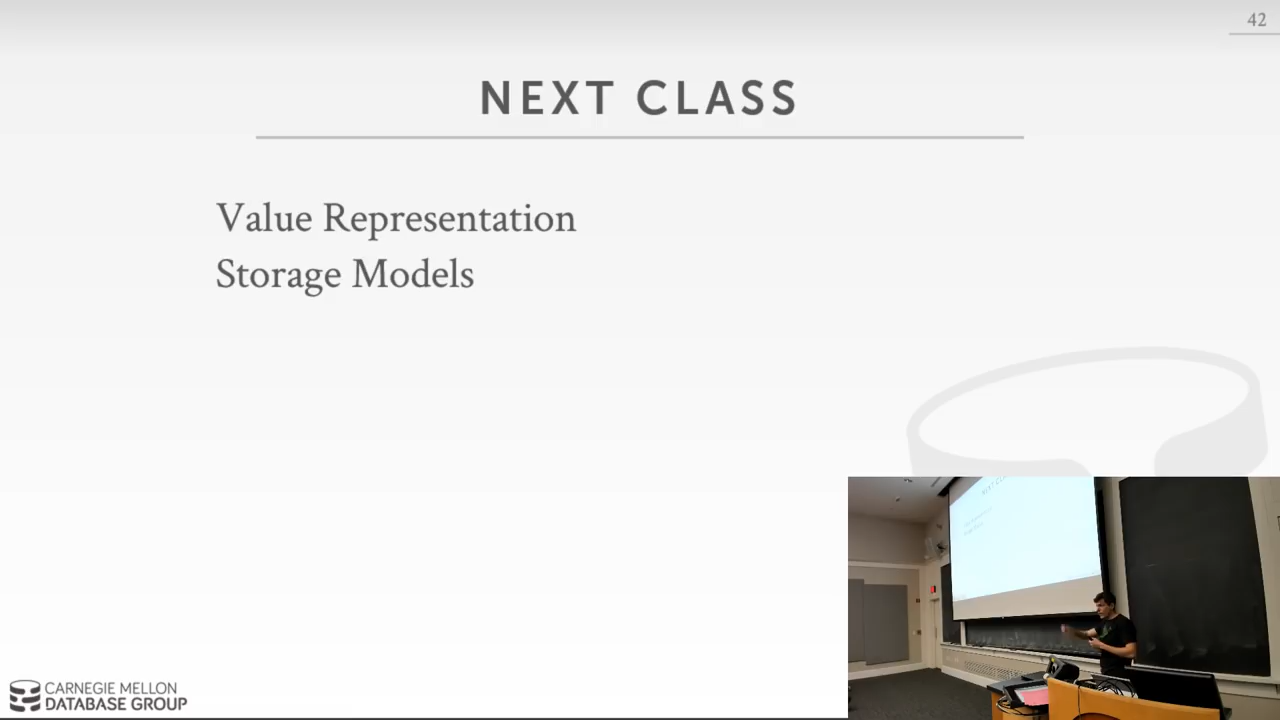 42
NEXT CLASS
Value Representation
Storage Models
CARNEGIE MELLON
DATABASE GROUP